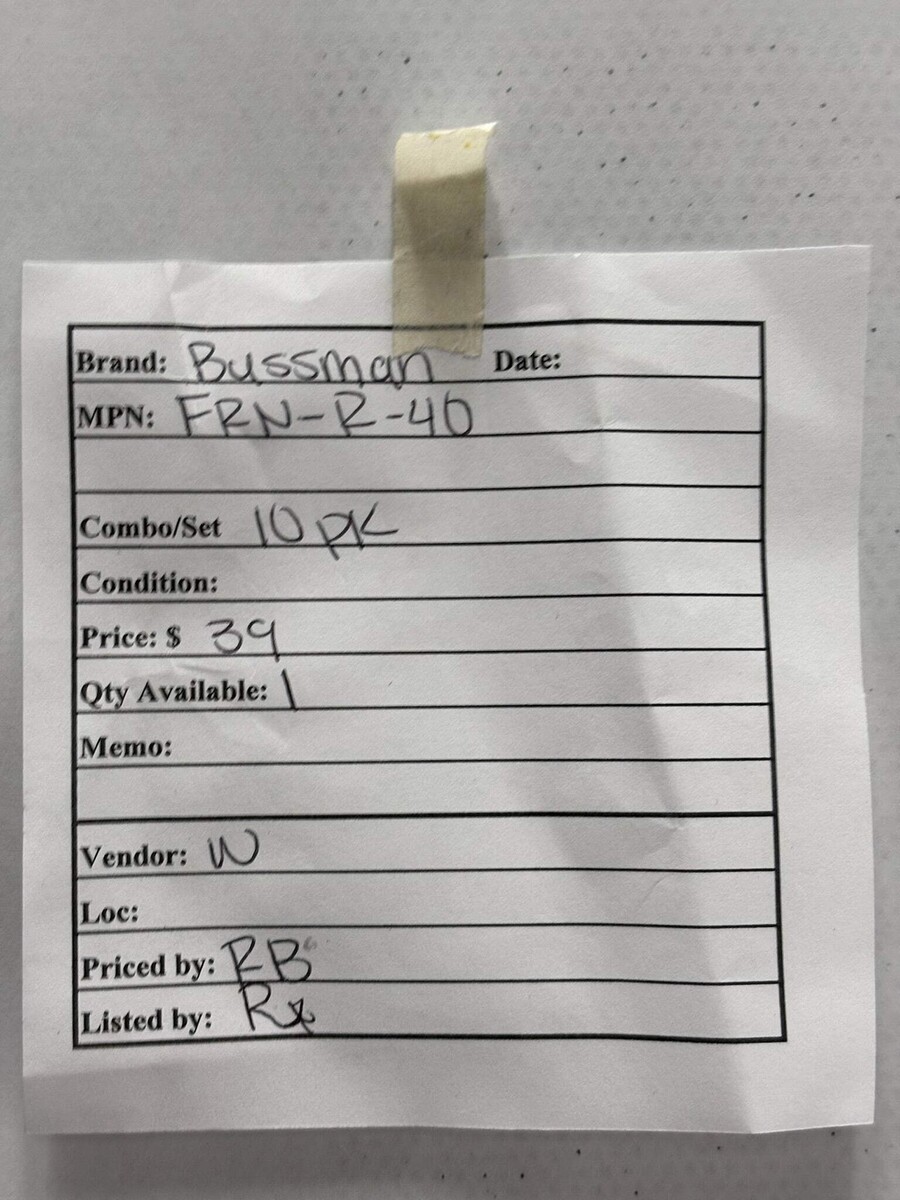 Brand: Bussman Date:
MPN: FRN-R-40
Combo/Set 10 PK
Condition:
Price: $ 39
Qty Available: 1
Memo:
Vendor: W
Loc:
Priced by: RB
Listed by: